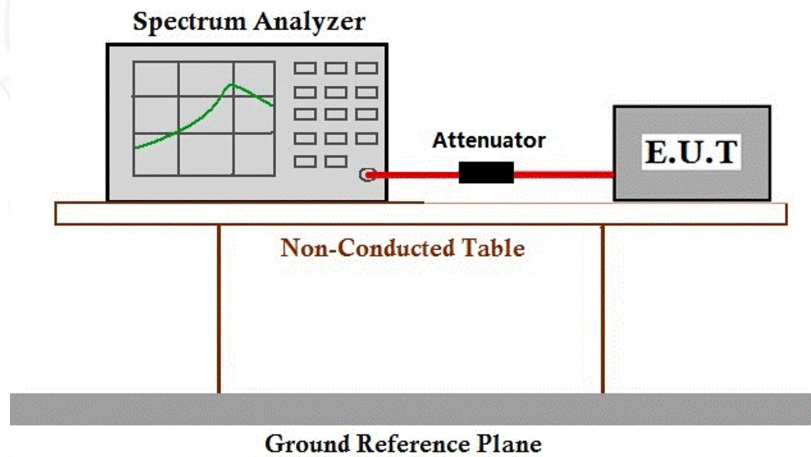 Spectrum Analyzer
Attenuator
E.U.T
Non-Conducted Table
Ground Reference Plane